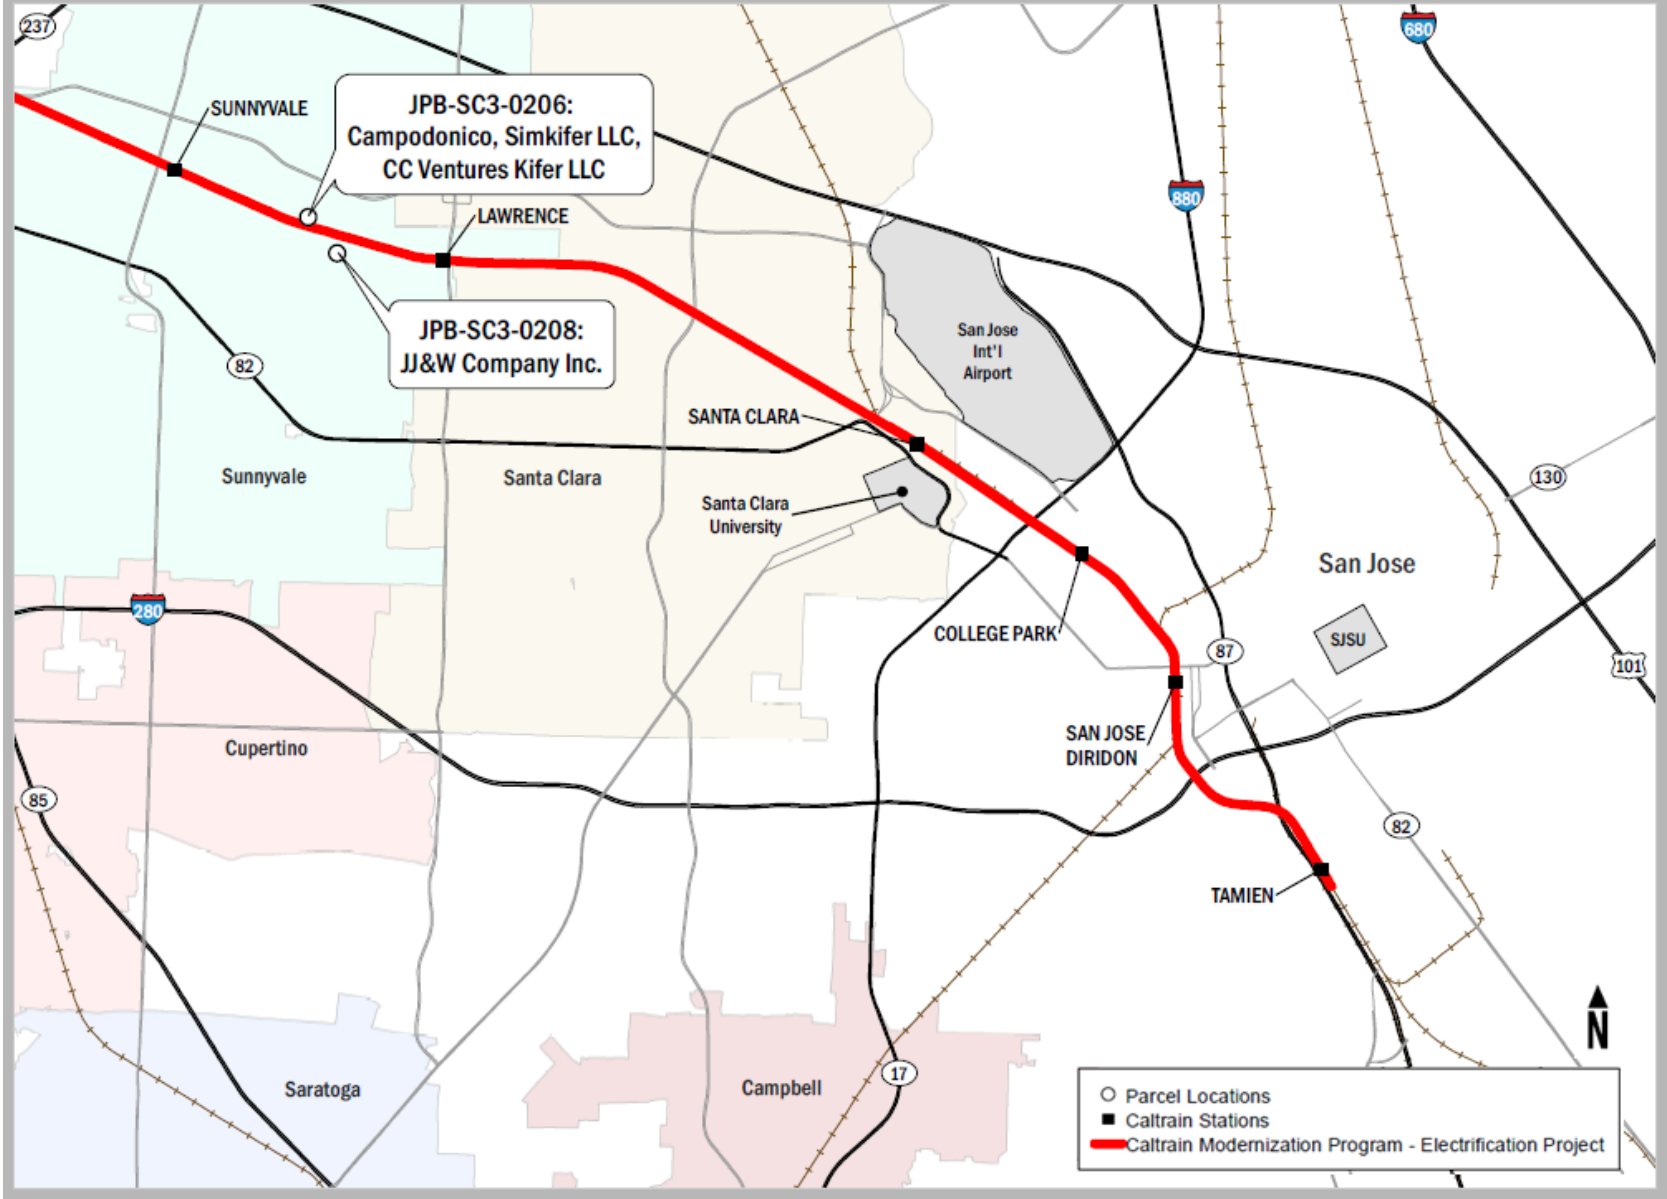 237
680
SUNNYVALE
JPB-SC3-0206:
Campodonico, Simkifer LLC,
CC Ventures Kifer LLC
880
LAWRENCE
JPB-SC3-0208:
JJ&W Company Inc.
San Jose
Int'l
Airport
82
SANTA CLARA
Sunnyvale
Santa Clara
130
Santa Clara
University
San Jose
280
COLLEGE PARK
SJSU
87
101
SAN JOSE
DIRIDON
Cupertino
85
82
TAMIEN
N
Saratoga
Campbell
17
Parcel Locations
Caltrain Stations
Caltrain Modernization Program - Electrification Project